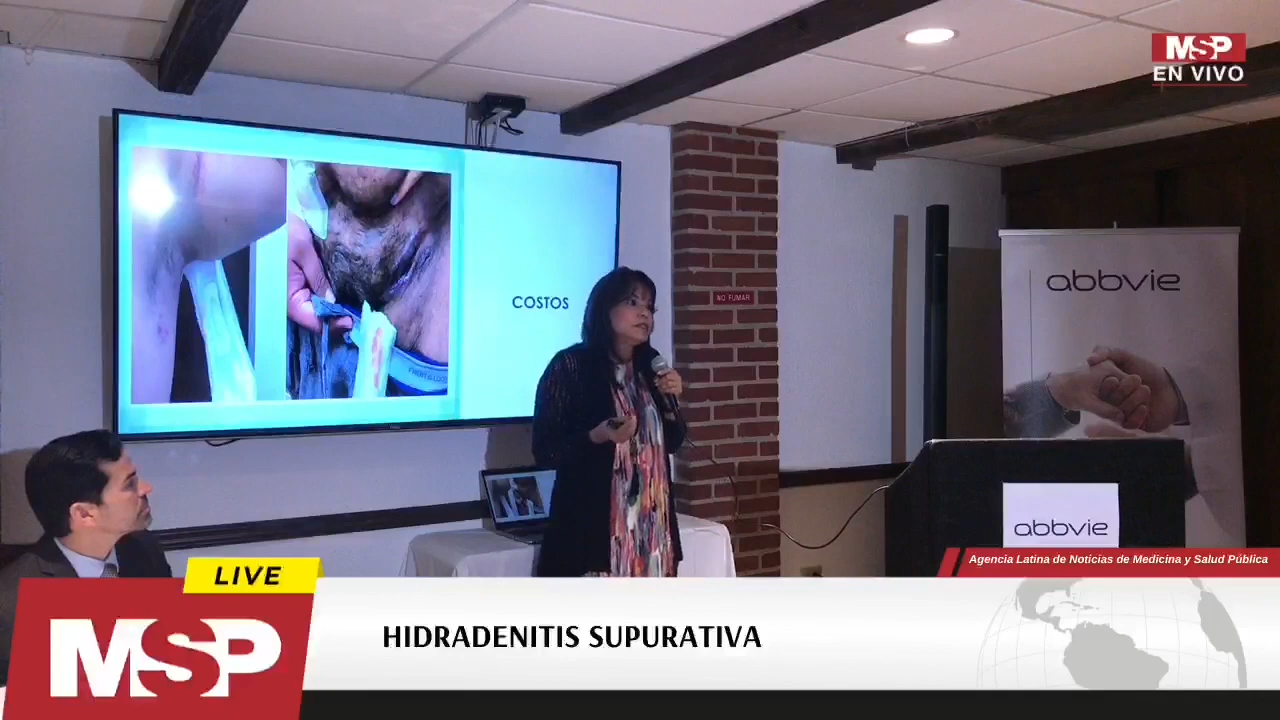 MSP
EN VIVO
COSTOS
NO FUMAR
abbvie
abbvie
Agencia Latina de Noticias de Medicina y Salud Pública
LIVE
MSP
HIDRADENITIS SUPURATIVA